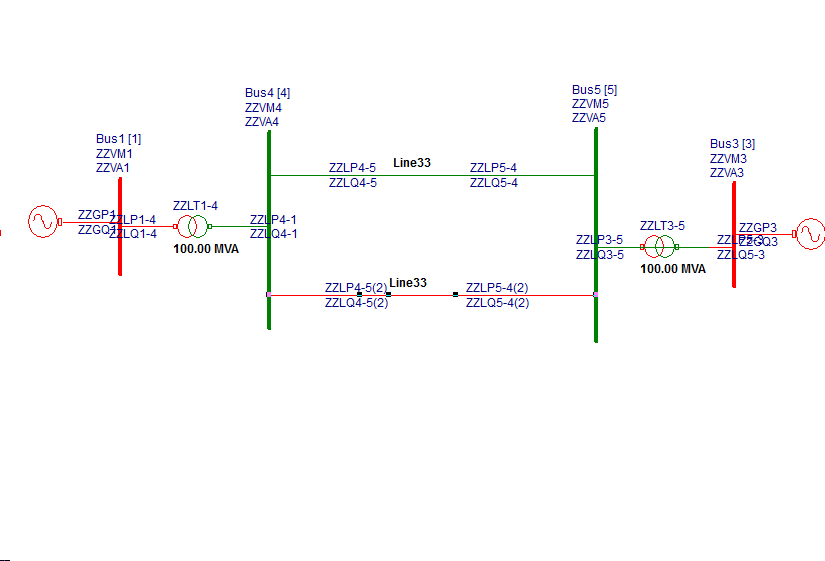 Bus4 [4]
ZZVM4
ZZVA4
Bus5 [5]
ZZVM5
ZZVA5
Bus1 [1]
ZZVM1
ZZVA1
Bus3 [3]
ZZVM3
ZZVA3
ZZLP4-5
Line33
ZZLP5-4
ZZLQ4-5
ZZLQ5-4
ZZLT1-4
ZZGP1
ZZLP1-4
ZZLP4-1
ZZGQ1
ZZLQ1-4
ZZLQ4-1
100.00 MVA
ZZLT3-5
ZZGP3
ZZLP3-5
ZZLP5-3
ZZGQ3
ZZLQ3-5
ZZLQ5-3
100.00 MVA
ZZLP4-5(2)
Line33
ZZLP5-4(2)
ZZLQ4-5(2)
ZZLQ5-4(2)